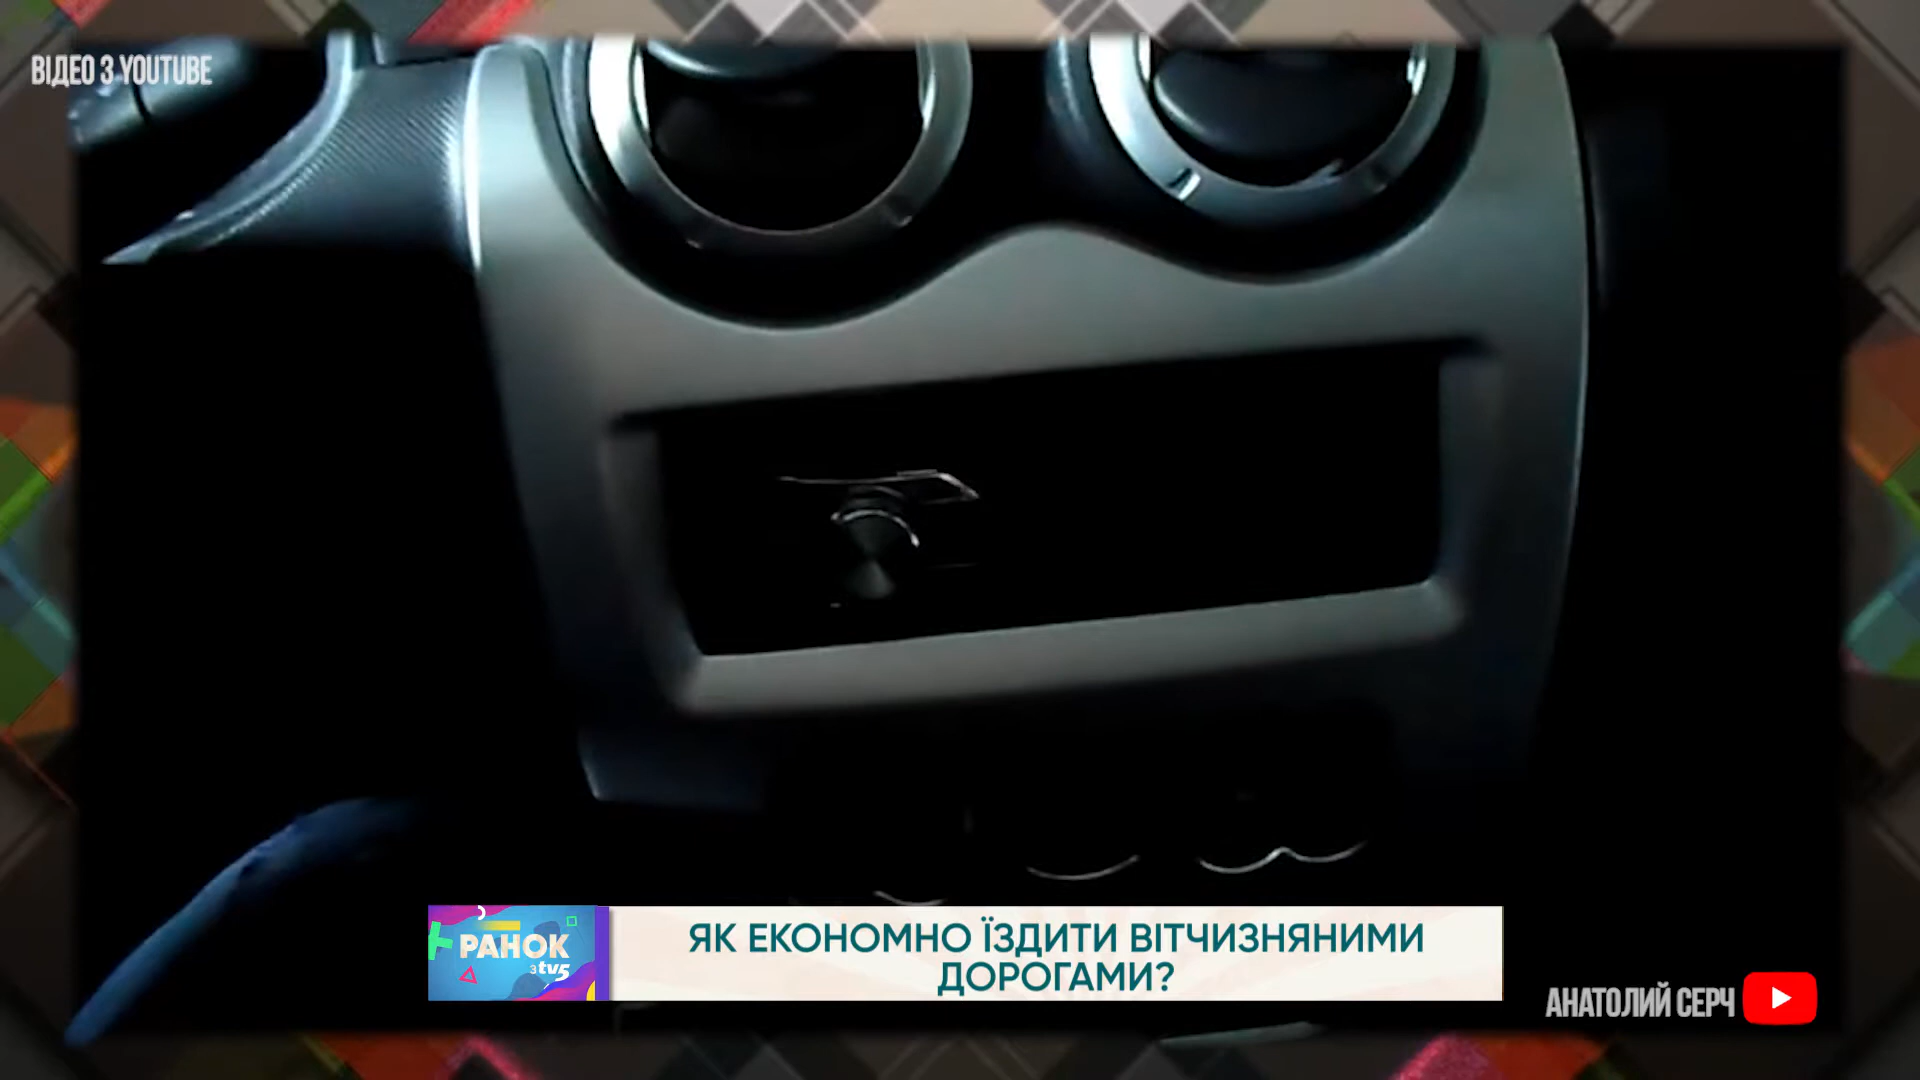 ВІДЕО З YOUTUBE
РАНОК
з tv5
ЯК ЕКОНОМНО ЇЗДИТИ ВІТЧИЗНЯНИМИ
ДОРОГАМИ?
АНАТОЛИЙ СЕРЧ